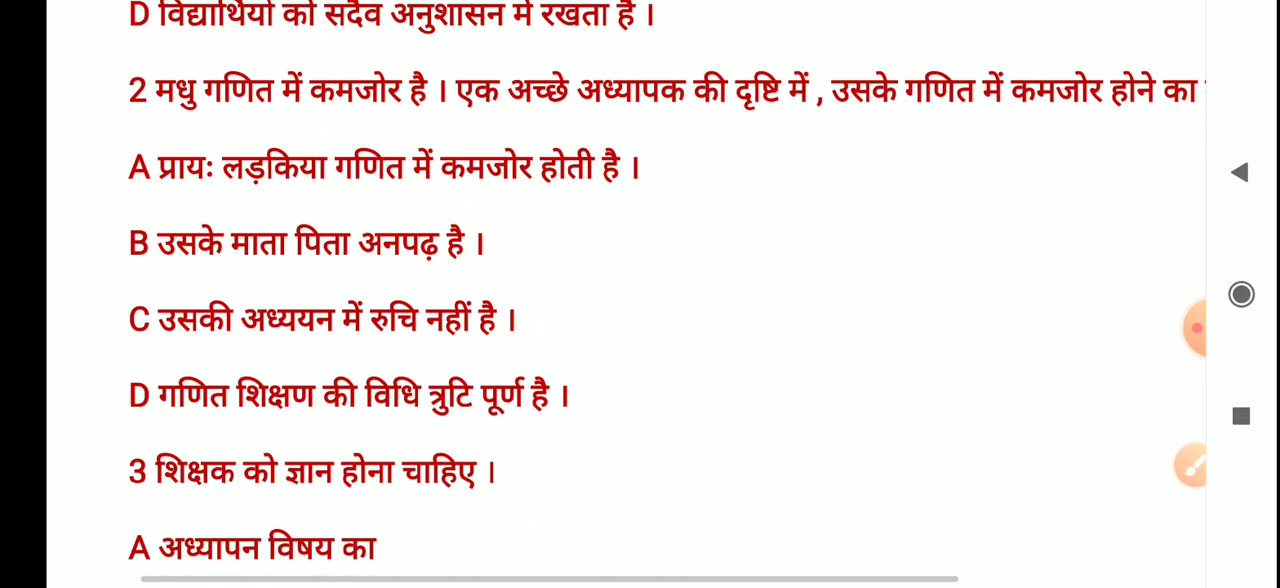 D विद्यार्थियों को सदैव अनुशासन में रखता है ।
2 मधु गणित में कमजोर है । एक अच्छे अध्यापक की दृष्टि में , उसके गणित में कमजोर होने का
A प्रायः लड़किया गणित में कमजोर होती है ।
B उसके माता पिता अनपढ़ है ।
C उसकी अध्ययन में रुचि नहीं है ।
D गणित शिक्षण की विधि त्रुटि पूर्ण है ।
3 शिक्षक को ज्ञान होना चाहिए ।
A अध्यापन विषय का